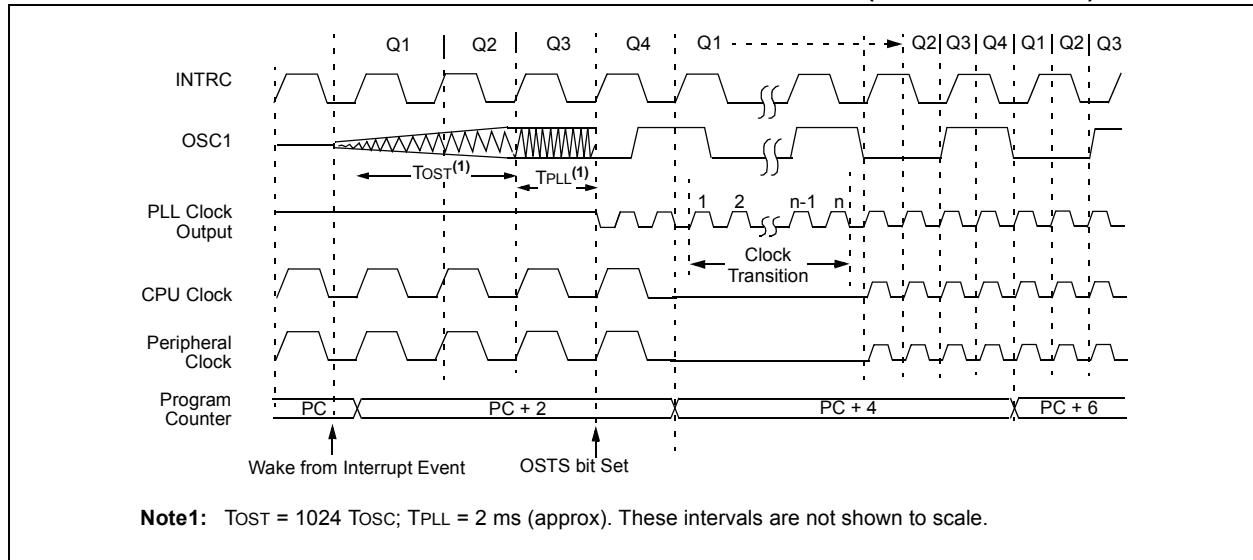 Q1 Q2 Q3 Q4 Q1 Q2 Q3 Q4 Q1 Q2 Q3
INTRC
OSC1
TOST(1) TPLL(1)
1 2 n-1 n
PLL Clock
Output
Clock
Transition
CPU Clock
Peripheral
Clock
Program
Counter
PC PC + 2 PC + 4 PC + 6
Wake from Interrupt Event OSTS bit Set
Note1: TOST = 1024 TOSC; TPLL = 2 ms (approx). These intervals are not shown to scale.